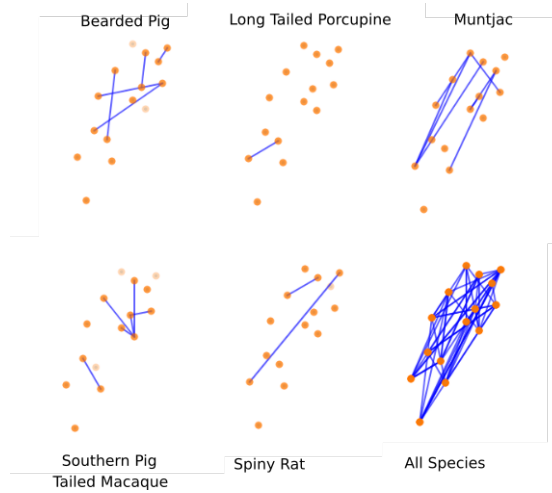 Bearded Pig
Long Tailed Porcupine
Muntjac
Southern Pig
Tailed Macaque
Spiny Rat
All Species